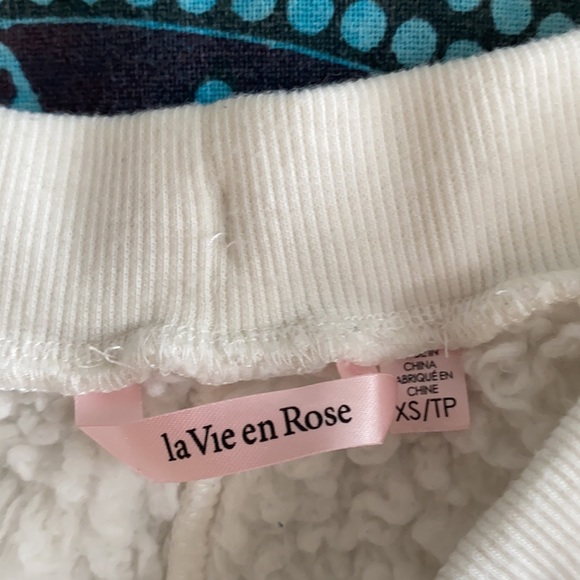 la Vie en Rose
CHINA
FABRIQUÉ EN
CHINE
XS/TP